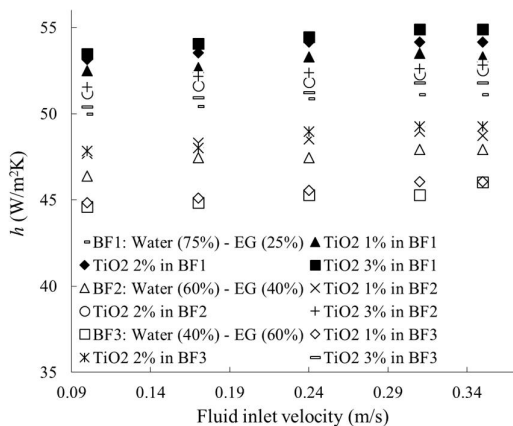 55
50
45
40
35
h (W/m²K)
BF1: Water (75%) - EG (25%) TiO2 1% in BF1
TiO2 2% in BF1 TiO2 3% in BF1
BF2: Water (60%) - EG (40%) TiO2 1% in BF2
TiO2 2% in BF2 TiO2 3% in BF2
BF3: Water (40%) - EG (60%) TiO2 1% in BF3
TiO2 2% in BF3 TiO2 3% in BF3
0.09 0.14 0.19 0.24 0.29 0.34
Fluid inlet velocity (m/s)